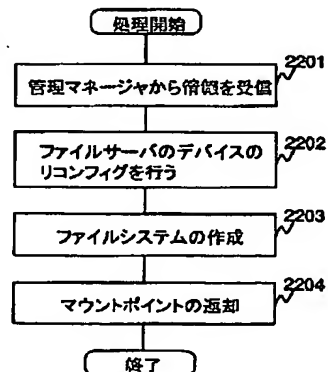 処理開始
2201
管理マネージャから情報を受信
2202
ファイルサーバのデバイスの
リコンフィグを行う
2203
ファイルシステムの作成
2204
マウントポイントの返却
終了